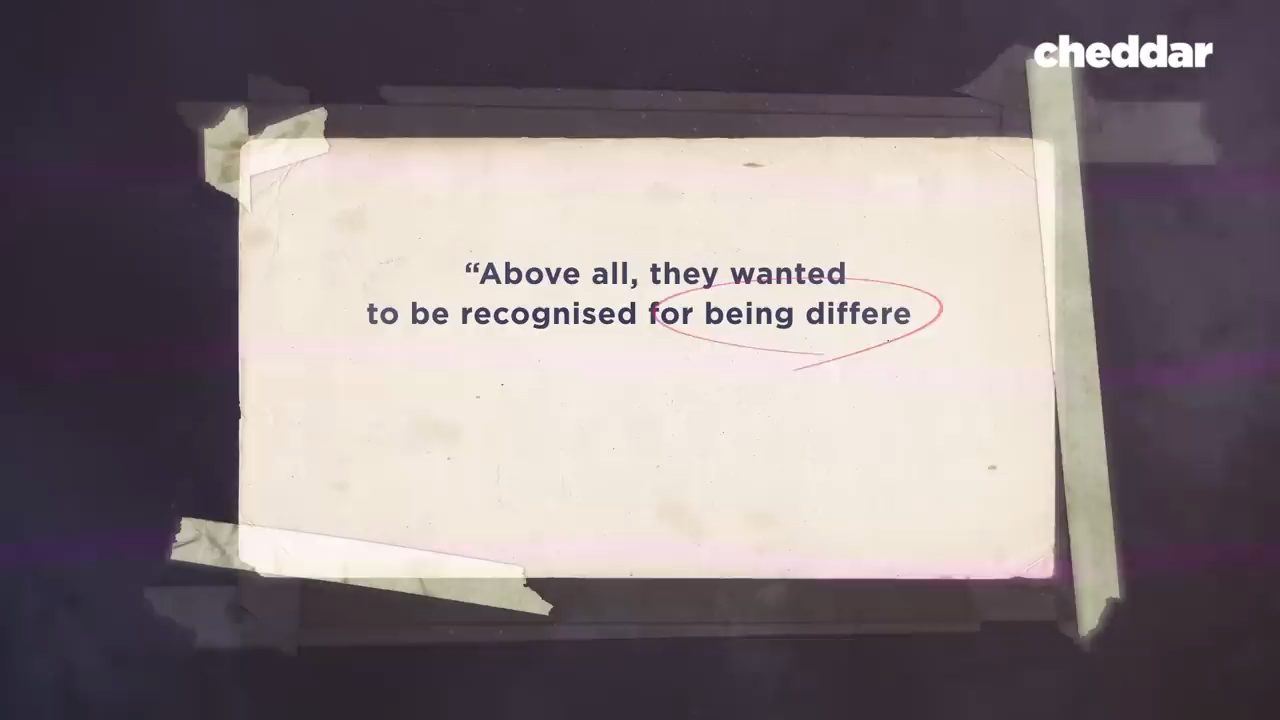 cheddar
“Above all, they wanted
to be recognised for being differe